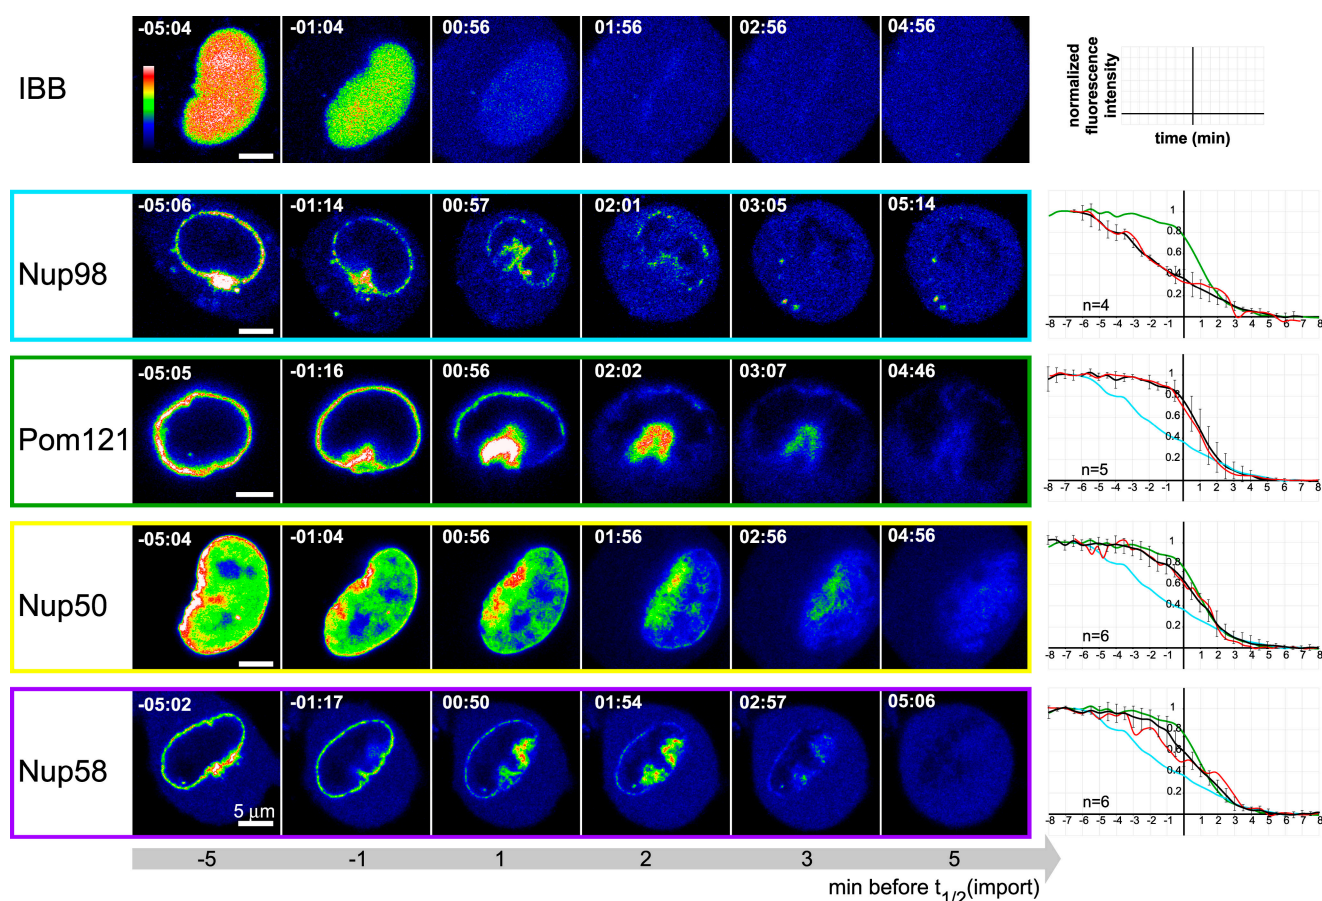 IBB
-05:04 -01:04 00:56 01:56 02:56 04:56
normalized
fluorescence
intensity
time (min)
Nup98
-05:06 -01:14 00:57 02:01 03:05 05:14
1
0.8
0.6
0.4
0.2
n=4
-8 -7 -6 -5 -4 -3 -2 -1 1 2 3 4 5 6 7 8
Pom121
-05:05 -01:16 00:56 02:02 03:07 04:46
1
0.8
0.6
0.4
0.2
n=5
-8 -7 -6 -5 -4 -3 -2 -1 1 2 3 4 5 6 7 8
Nup50
-05:04 -01:04 00:56 01:56 02:56 04:56
1
0.8
0.6
0.4
0.2
n=6
-8 -7 -6 -5 -4 -3 -2 -1 1 2 3 4 5 6 7 8
Nup58
-05:02 -01:17 00:50 01:54 02:57 05:06
5 µm
1
0.8
0.6
0.4
0.2
n=6
-8 -7 -6 -5 -4 -3 -2 -1 1 2 3 4 5 6 7 8
-5 -1 1 2 3 5
min before t1/2(import)